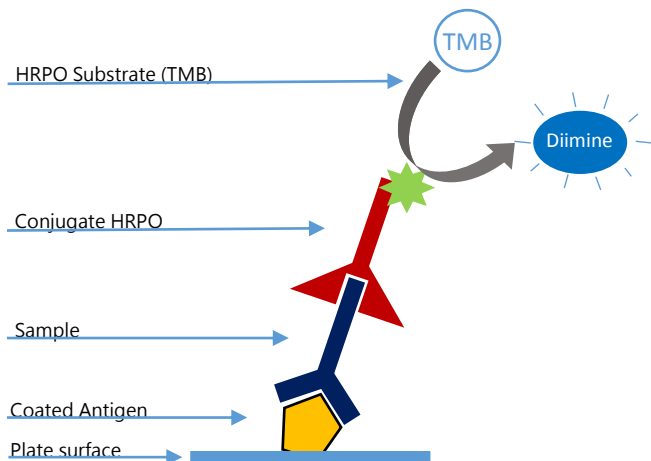 TMB
HRPO Substrate (TMB)
Diimine
Conjugate HRPO
Sample
Coated Antigen
Plate surface